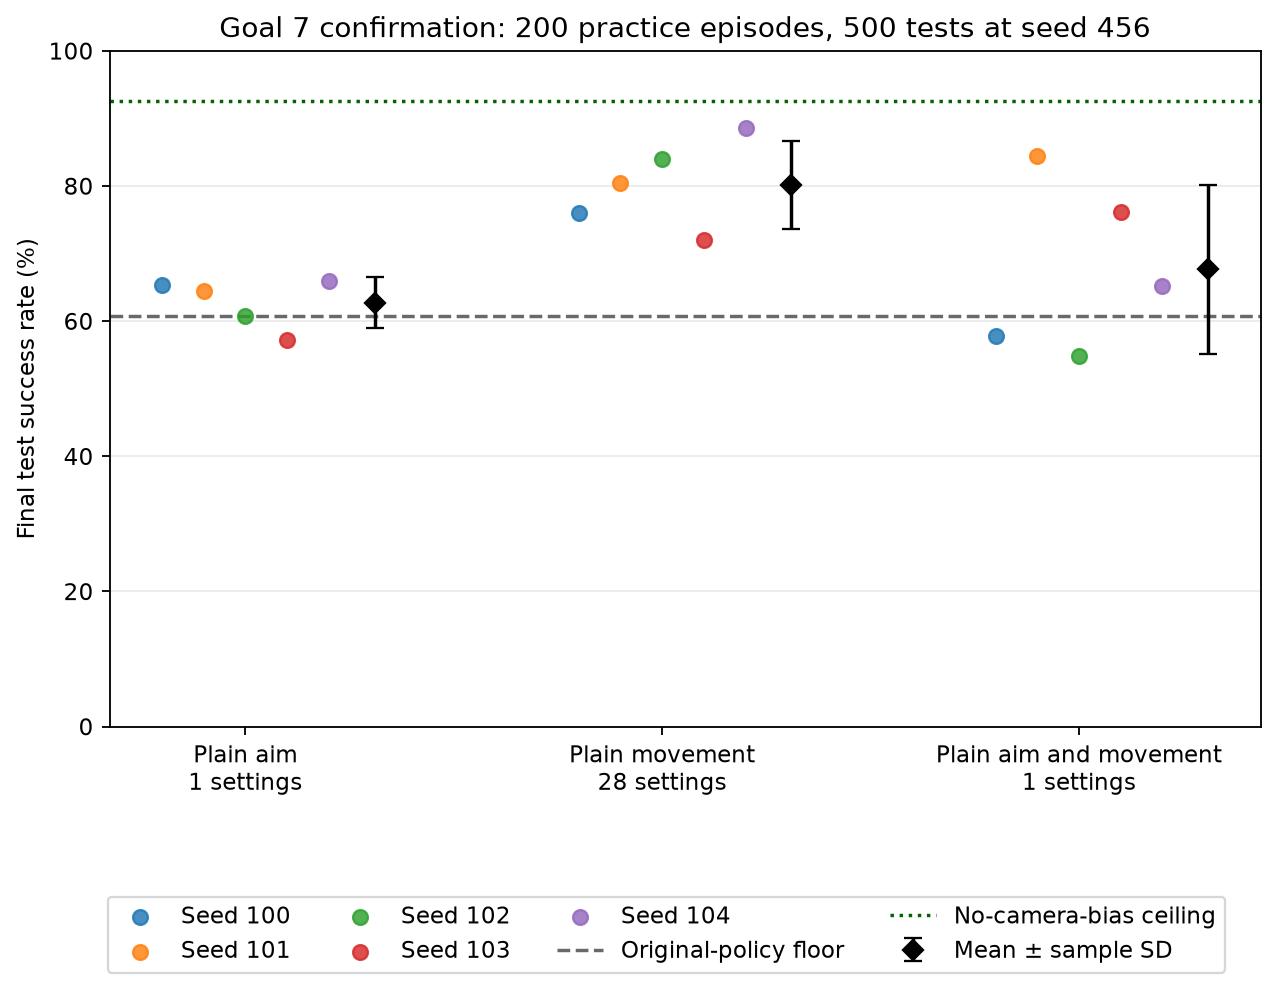 Goal 7 confirmation: 200 practice episodes, 500 tests at seed 456
Final test success rate (%)
100
80
60
40
20
0
Plain aim
1 settings
Plain movement
28 settings
Plain aim and movement
1 settings
Seed 100
Seed 101
Seed 102
Seed 103
Seed 104
Original-policy floor
No-camera-bias ceiling
Mean ± sample SD